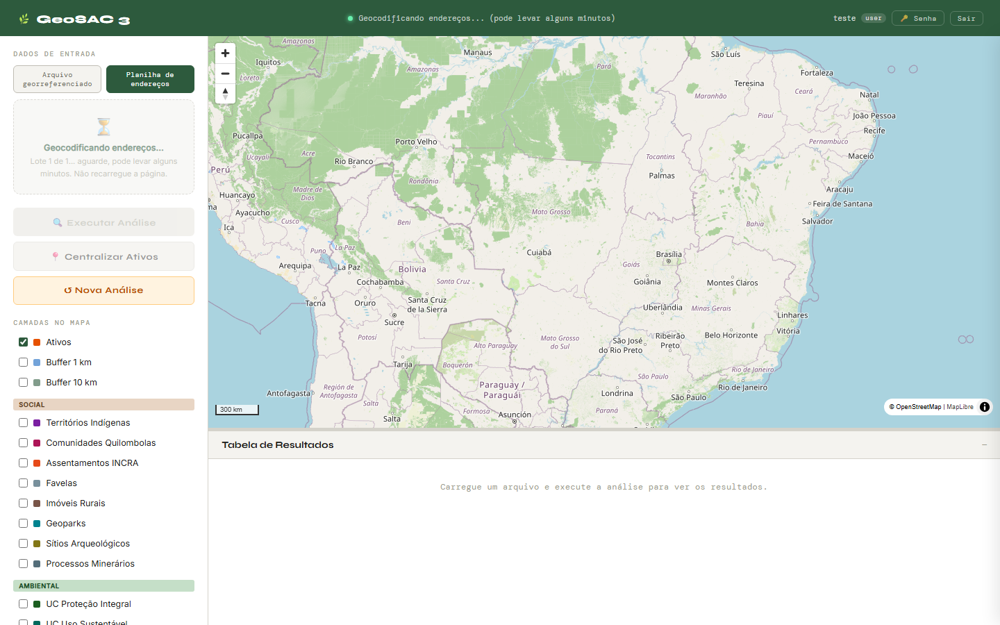 GeoSAC 3
Geocodificando endereços... (pode levar alguns minutos)
teste
user
Senha
Sair
DADOS DE ENTRADA
Arquivo
georreferenciado
Planilha de
endereços
Geocodificando endereços...
Lote 1 de 1... aguarde, pode levar alguns
minutos. Não recarregue a página.
Executar Análise
Centralizar Ativos
↺ Nova Análise
CAMADAS NO MAPA
Ativos
Buffer 1 km
Buffer 10 km
SOCIAL
Territórios Indígenas
Comunidades Quilombolas
Assentamentos INCRA
Favelas
Imóveis Rurais
Geoparks
Sítios Arqueológicos
Processos Minerários
AMBIENTAL
UC Proteção Integral
UC Uso Sustentável
Amazonas
Iquitos
Loreto
Manaus
Amazonas
Pará
São Luís
Fortaleza
Teresina
Ceará
Maranhão
Natal
Piauí
João Pessoa
Recife
Pernambuco
Maceió
Pucallpa
Ucayali
Acre
Porto Velho
Rio Branco
Perú
Rondônia
Tocantins
Palmas
Aracaju
Madre de
Dios
Huancayo
ma
Ayacucho
Cusco
Ica
Beni
Mato Grosso
Feira de Santana
Salvador
Bahia
Puno
La Paz
Arequipa
La Paz
Bolivia
Cuiabá
Brasília
Goiás
Goiânia
Cochabamba
Santa Cruz
Montes Claros
Tacna
Oruro
Santa Cruz
de la Sierra
Sucre
Uberlândia
Minas Gerais
Linhares
Vitória
Potosí
Alto Paraguay
Mato Grosso
do Sul
São José
do Rio Preto
Ribeirão
Preto
Belo Horizonte
Tarija
Boquerón
Rio de Janeiro
Rio de Janeiro
São Paulo
São Paulo
Paraguay /
Paraguái
Región de
Antofagasta
Antofagasta
Salta
Salta
Formosa
Asunción
Londrina
Paraná
300 km
© OpenStreetMap | MapLibre
Tabela de Resultados
Carregue um arquivo e execute a análise para ver os resultados.